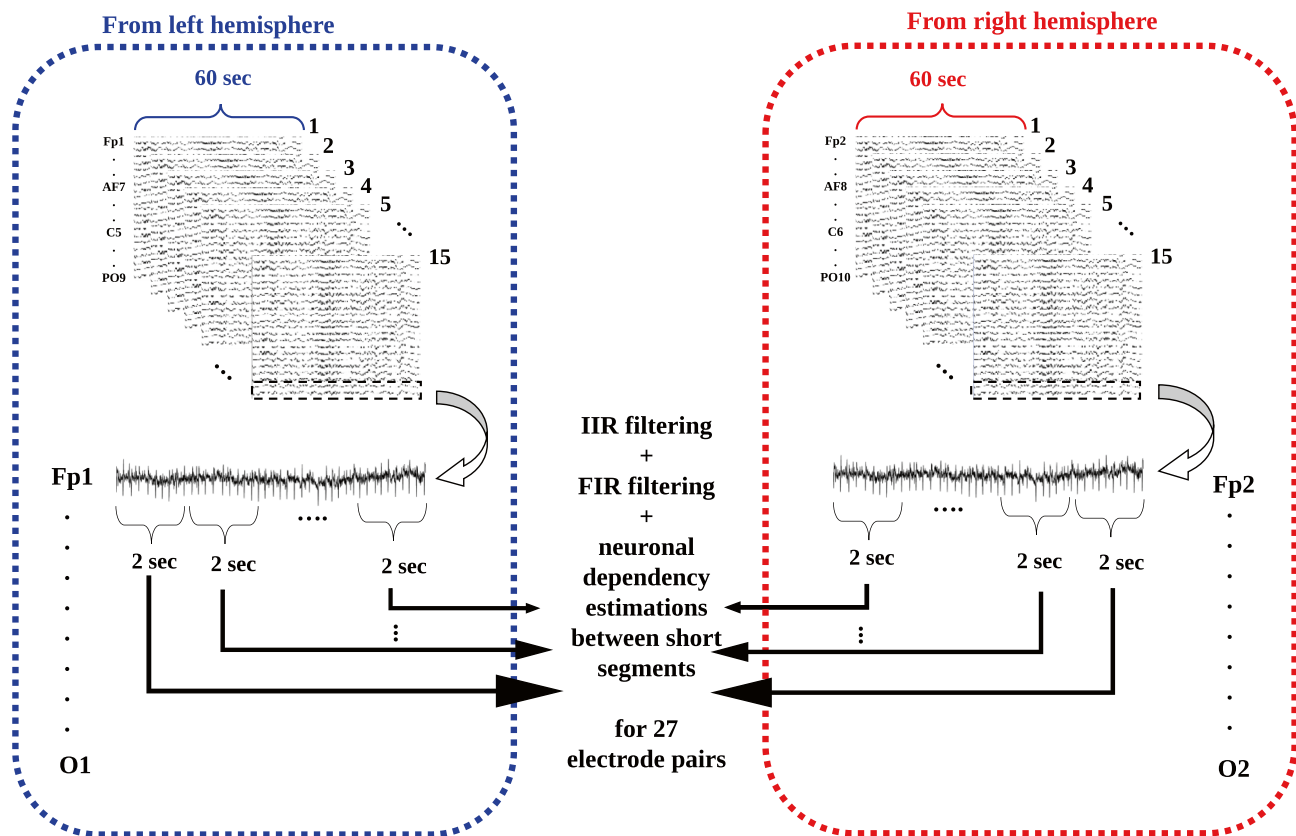 From left hemisphere
60 sec
1
2
3
4
5
15
Fp1
AF7
C5
PO9
Fp1
2 sec
2 sec
2 sec
O1
IIR filtering
+
FIR filtering
+
neuronal
dependency
estimations
between short
segments
for 27
electrode pairs
From right hemisphere
60 sec
1
2
3
4
5
15
Fp2
AF8
C6
PO10
Fp2
2 sec
2 sec
2 sec
O2